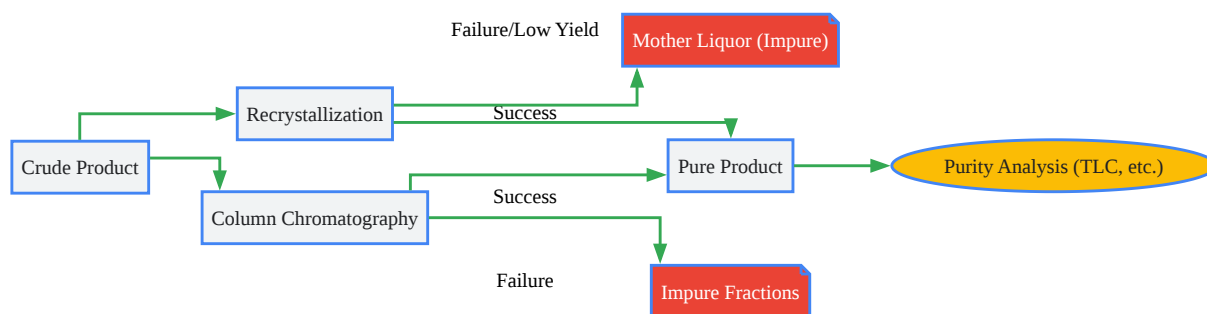 Failure/Low Yield
Mother Liquor (Impure)
Recrystallization
Success
Crude Product
Pure Product
Purity Analysis (TLC, etc.)
Column Chromatography
Success
Failure
Impure Fractions